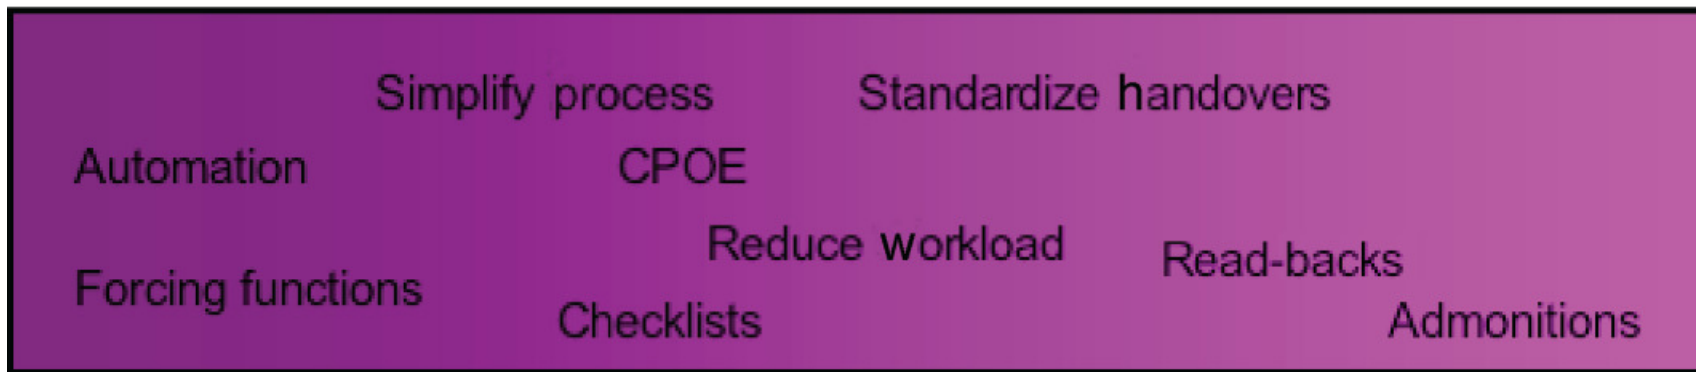 Simplify process Standardize handovers
Automation CPOE
Reduce workload Read-backs
Forcing functions
Checklists Admonitions